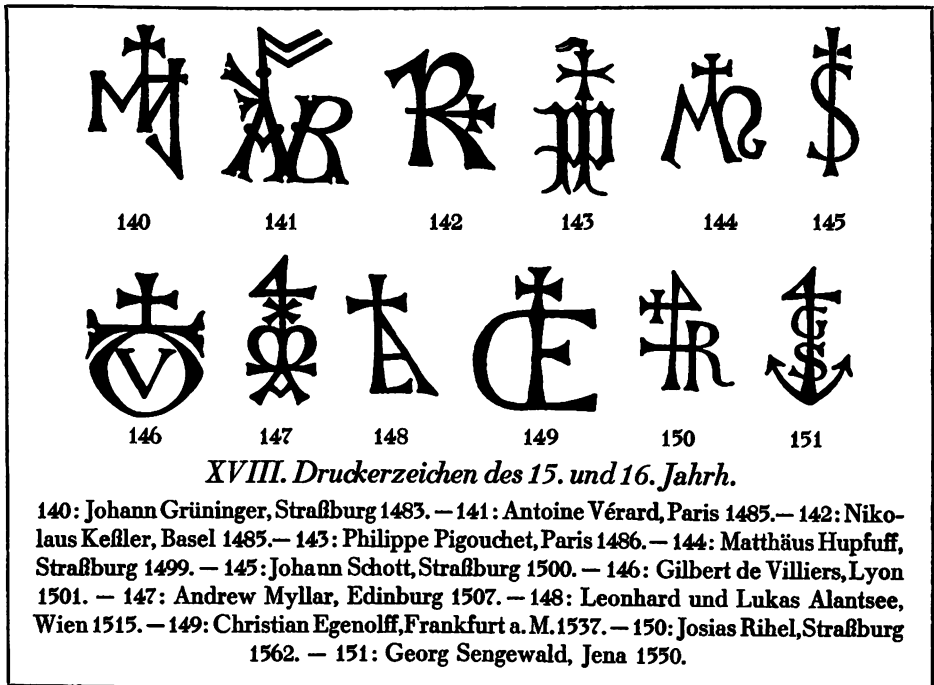 140 141 142 143 144 145
146 147 148 149 150 151
XVIII. Druckerzeichen des 15. und 16. Jahrh.
140: Johann Grüninger, Straßburg 1483. — 141: Antoine Vérard, Paris 1485. — 142: Niko-
laus Keßler, Basel 1485. — 143: Philippe Pigouchet, Paris 1486. — 144: Matthäus Hupfuff,
Straßburg 1499. — 145: Johann Schott, Straßburg 1500. — 146: Gilbert de Villiers, Lyon
1501. — 147: Andrew Myllar, Edinburg 1507. — 148: Leonhard und Lukas Alantsee,
Wien 1515. — 149: Christian Egenolff, Frankfurt a. M. 1537. — 150: Josias Rihel, Straßburg
1562. — 151: Georg Sengewald, Jena 1550.